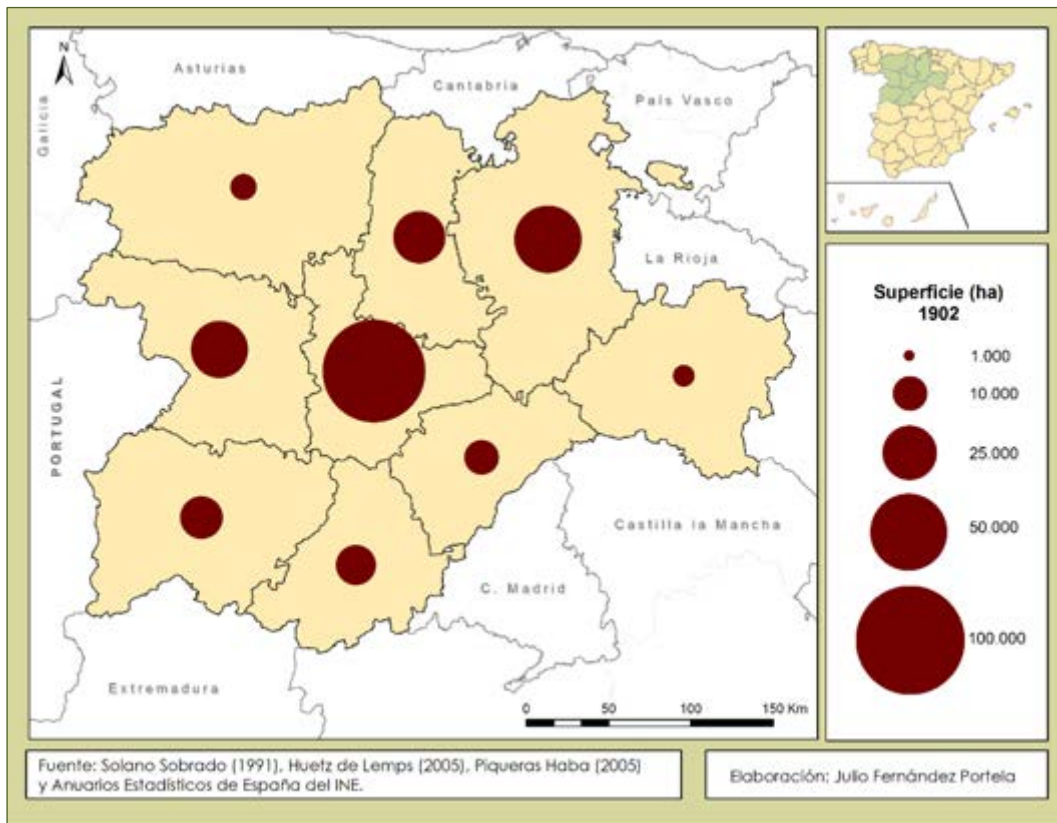 N
Asturias
Cantabria
País Vasco
Galicia
La Rioja
PORTUGAL
Castilla la Mancha
C. Madrid
Extremadura
0 50 100 150 Km
Superficie (ha)
1902
1.000
10.000
25.000
50.000
100.000
Fuente: Solano Sobrado (1991), Huetz de Lemps (2005), Piqueras Haba (2005)
y Anuarios Estadísticos de España del INE.
Elaboración: Julio Fernández Portela